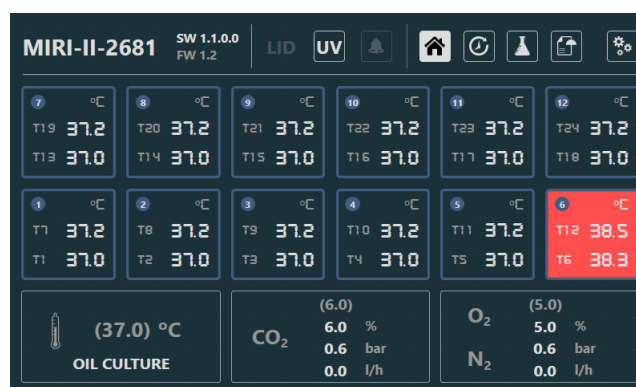 MIRI-II-2681 SW 1.1.0.0 LID UV
FW 1.2
7 °C 8 °C 9 °C 10 °C 11 °C 12 °C
T19 37.2 T20 37.2 T21 37.2 T22 37.2 T23 37.2 T24 37.2
T13 37.0 T14 37.0 T15 37.0 T16 37.0 T17 37.0 T18 37.0
1 °C 2 °C 3 °C 4 °C 5 °C 6 °C
T7 37.2 T8 37.2 T9 37.2 T10 37.2 T11 37.2 T12 38.5
T1 37.0 T2 37.0 T3 37.0 T4 37.0 T5 37.0 T6 38.3
(37.0) °C
OIL CULTURE
(6.0)
CO2
6.0 %
0.6 bar
0.0 l/h
(5.0)
O2 5.0 %
0.6 bar
N2 0.0 l/h